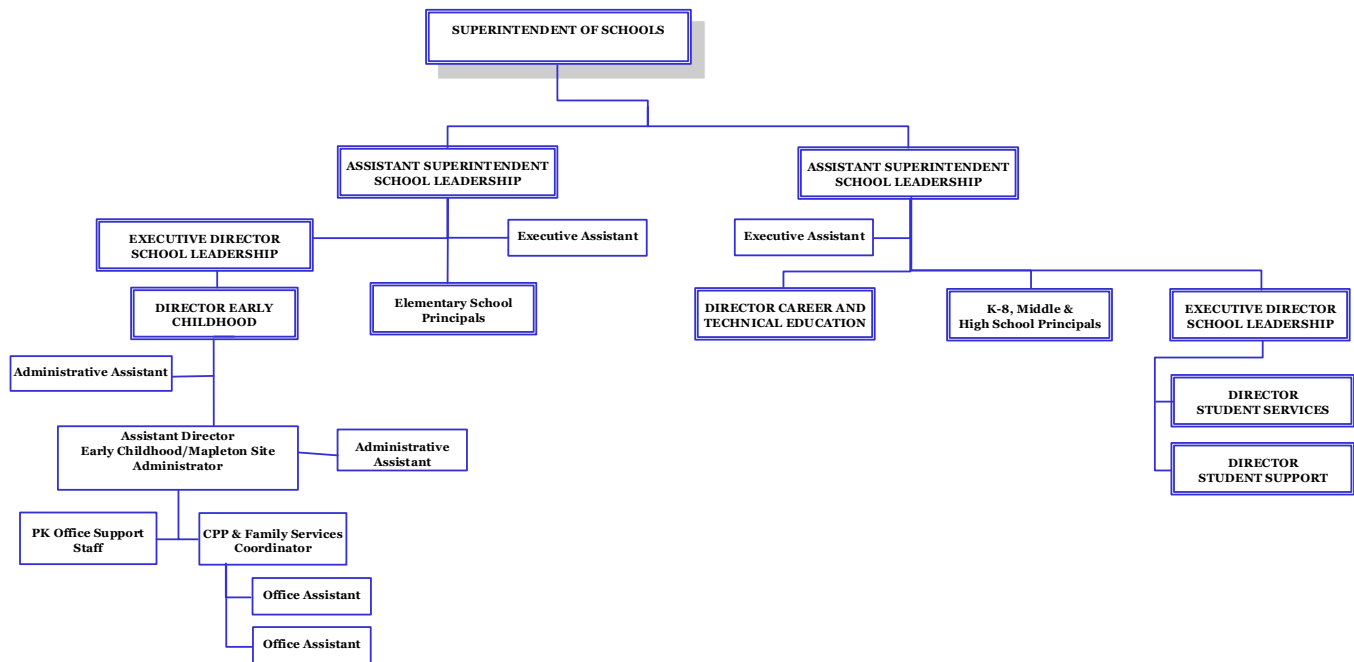 SUPERINTENDENT OF SCHOOLS
ASSISTANT SUPERINTENDENT
SCHOOL LEADERSHIP
ASSISTANT SUPERINTENDENT
SCHOOL LEADERSHIP
EXECUTIVE DIRECTOR
SCHOOL LEADERSHIP
Executive Assistant
Executive Assistant
DIRECTOR EARLY
CHILDHOOD
Elementary School
Principals
DIRECTOR CAREER AND
TECHNICAL EDUCATION
K-8, Middle &
High School Principals
EXECUTIVE DIRECTOR
SCHOOL LEADERSHIP
Administrative Assistant
DIRECTOR
STUDENT SERVICES
Assistant Director
Early Childhood/Mapleton Site
Administrator
Administrative
Assistant
DIRECTOR
STUDENT SUPPORT
PK Office Support
Staff
CPP & Family Services
Coordinator
Office Assistant
Office Assistant